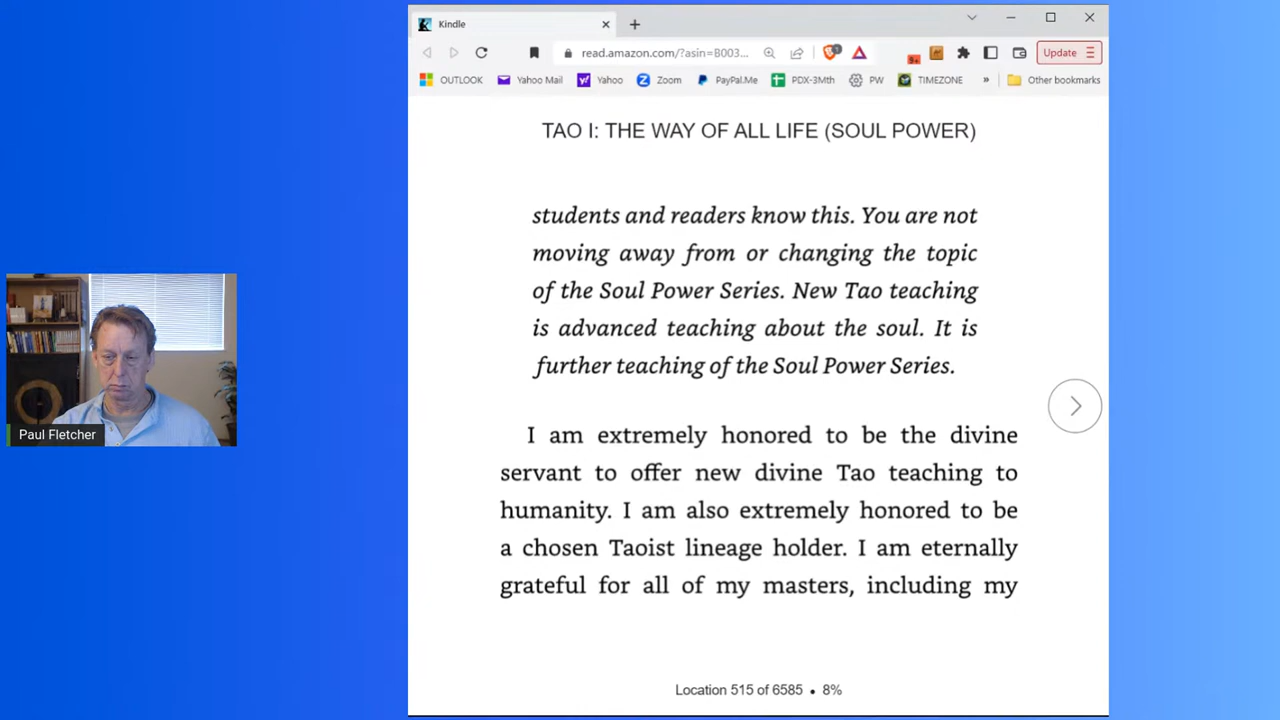 Kindle
read.amazon.com/?asin=B003...
9+
Update
OUTLOOK
Yahoo Mail
Yahoo
Zoom
PayPal.Me
PDX-3Mth
PW
TIMEZONE
»
Other bookmarks
TAO I: THE WAY OF ALL LIFE (SOUL POWER)
students and readers know this. You are not
moving away from or changing the topic
of the Soul Power Series. New Tao teaching
is advanced teaching about the soul. It is
further teaching of the Soul Power Series.
I am extremely honored to be the divine
servant to offer new divine Tao teaching to
humanity. I am also extremely honored to be
a chosen Taoist lineage holder. I am eternally
grateful for all of my masters, including my
Location 515 of 6585 • 8%
Paul Fletcher